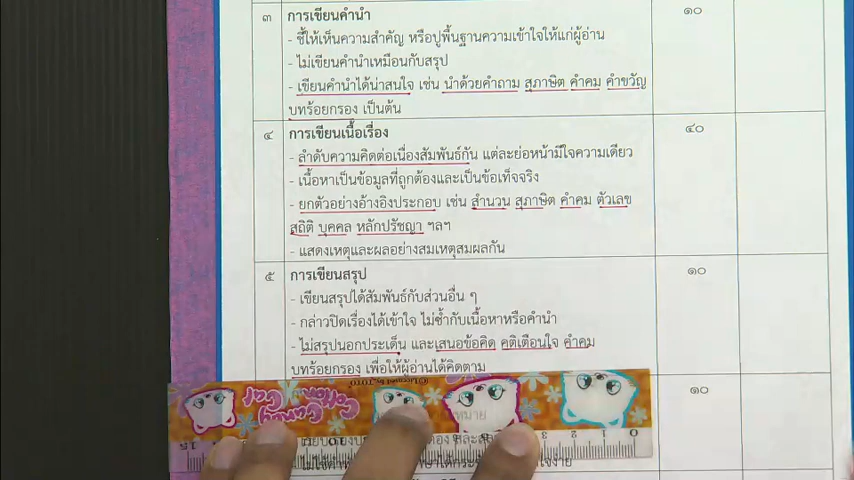 ๓ การเขียนคำนำ ๑๐
- ชี้ให้เห็นความสำคัญ หรือปูพื้นฐานความเข้าใจให้แก่ผู้อ่าน
- ไม่เขียนคำนำเหมือนกับสรุป
- เขียนคำนำได้น่าสนใจ เช่น นำด้วยคำถาม สุภาษิต คำคม คำขวัญ
บทร้อยกรอง เป็นต้น
๔ การเขียนเนื้อเรื่อง ๔๐
- ลำดับความคิดต่อเนื่องสัมพันธ์กัน แต่ละย่อหน้ามีใจความเดียว
- เนื้อหาเป็นข้อมูลที่ถูกต้องและเป็นข้อเท็จจริง
- ยกตัวอย่างอ้างอิงประกอบ เช่น สำนวน สุภาษิต คำคม ตัวเลข
สถิติ บุคคล หลักปรัชญา ฯลฯ
- แสดงเหตุและผลอย่างสมเหตุสมผลกัน
๕ การเขียนสรุป ๑๐
- เขียนสรุปได้สัมพันธ์กับส่วนอื่น ๆ
- กล่าวปิดเรื่องได้เข้าใจ ไม่ซ้ำกับเนื้อหาหรือคำนำ
- ไม่สรุปนอกประเด็น และเสนอข้อคิด คติเตือนใจ คำคม
บทร้อยกรอง เพื่อให้ผู้อ่านได้คิดตาม
๑๐
Candy
Cotton
Cat
15 10 3 2 1 0